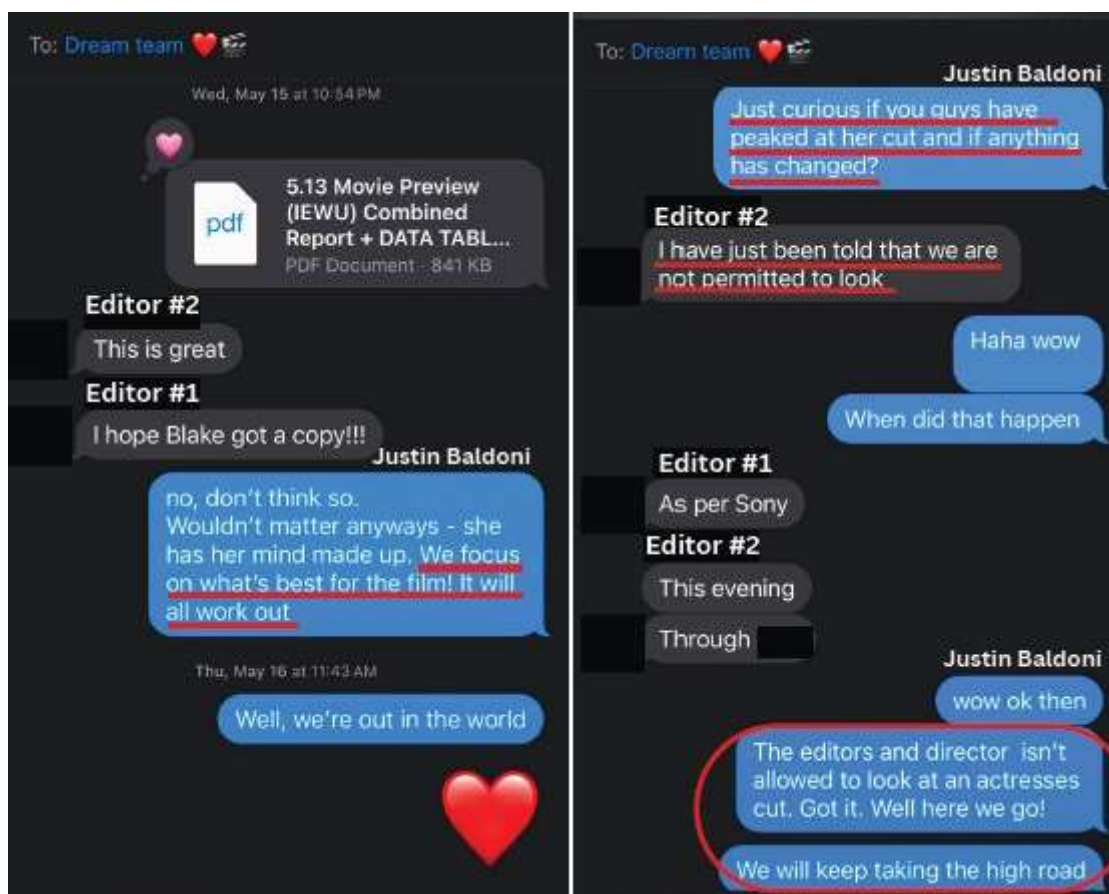 To: Dream team ❤️🎬
Wed, May 15 at 10:54 PM
pdf
5.13 Movie Preview
(IEWU) Combined
Report + DATA TABL...
PDF Document · 841 KB
Editor #2
This is great
Editor #1
I hope Blake got a copy!!!
Justin Baldoni
no, don't think so.
Wouldn't matter anyways - she
has her mind made up. We focus
on what's best for the film! It will
all work out
Thu, May 16 at 11:43 AM
Well, we're out in the world
To: Dream team ❤️🎬
Justin Baldoni
Just curious if you guys have
peaked at her cut and if anything
has changed?
Editor #2
I have just been told that we are
not permitted to look
Haha wow
When did that happen
Editor #1
As per Sony
Editor #2
This evening
Through
Justin Baldoni
wow ok then
The editors and director isn't
allowed to look at an actresses
cut. Got it. Well here we go!
We will keep taking the high road